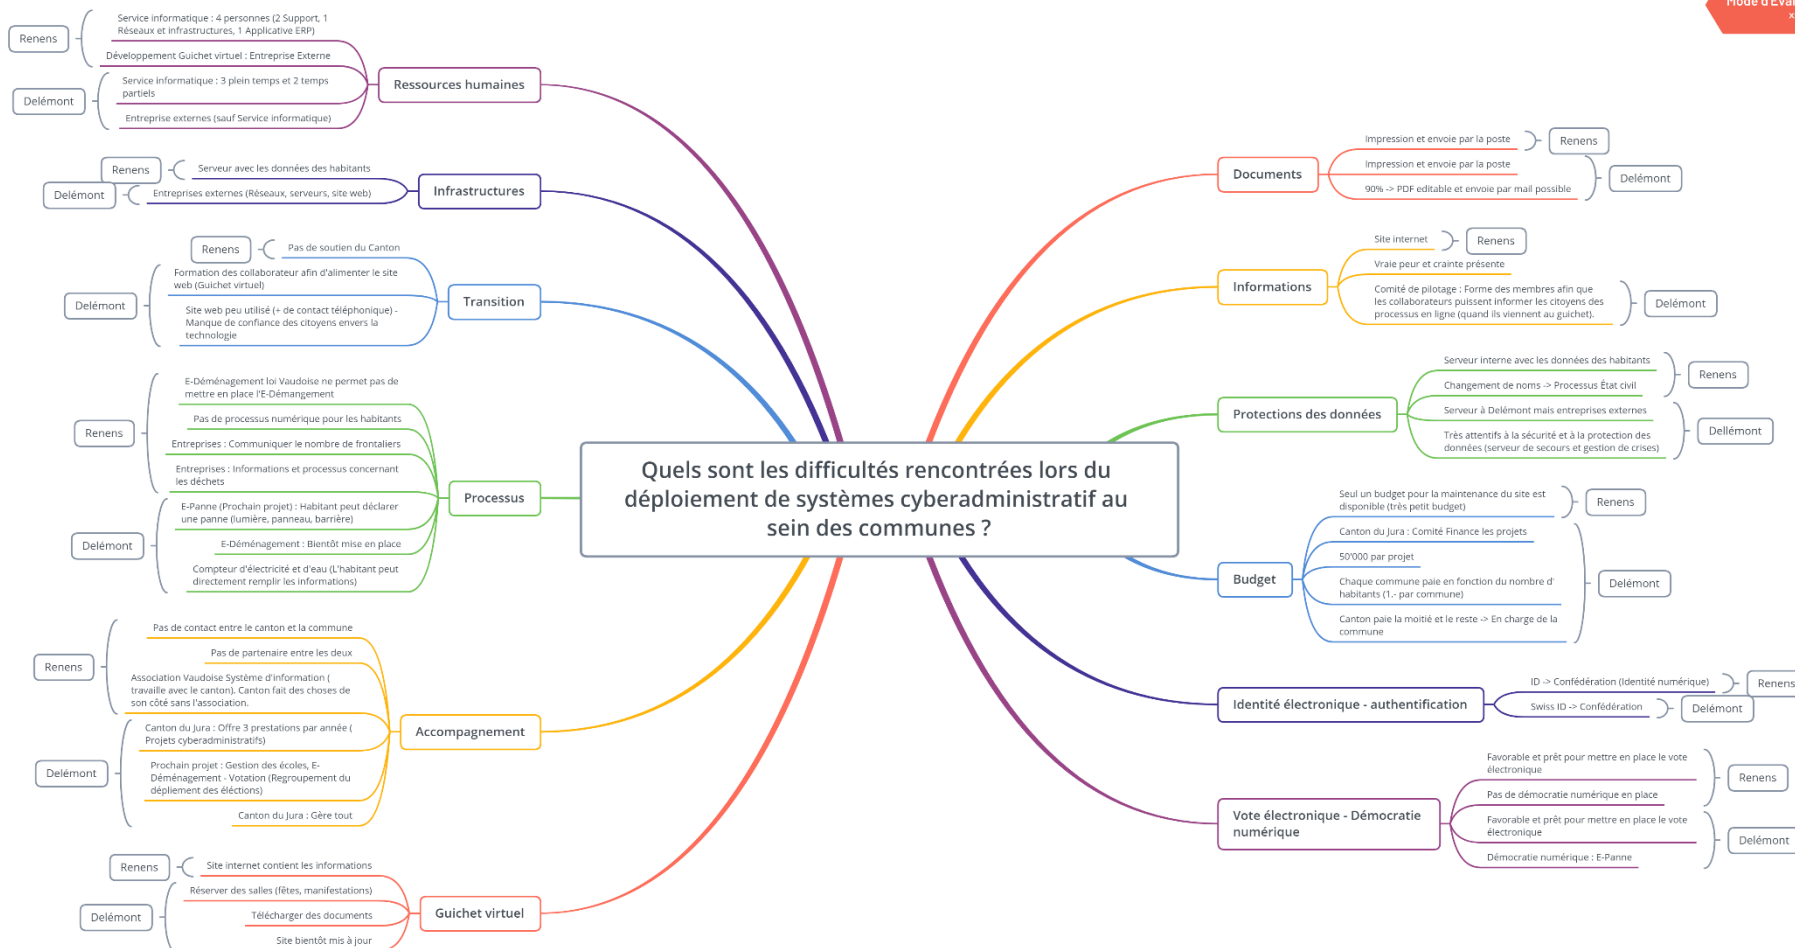 Mode d'Éva
x
Quels sont les difficultés rencontrées lors du
déploiement de systèmes cyberadministratif au
sein des communes ?
Ressources humaines
Renens
Service informatique : 4 personnes (2 Support, 1
Réseaux et infrastructures, 1 Applicative ERP)
Développement Guichet virtuel : Entreprise Externe
Delémont
Service informatique : 3 plein temps et 2 temps
partiels
Entreprise externes (sauf Service informatique)
Infrastructures
Renens
Serveur avec les données des habitants
Delémont
Entreprises externes (Réseaux, serveurs, site web)
Transition
Renens
Pas de soutien du Canton
Delémont
Formation des collaborateur afin d'alimenter le site
web (Guichet virtuel)
Site web peu utilisé (+ de contact téléphonique) -
Manque de confiance des citoyens envers la
technologie
Processus
Renens
E-Déménagement loi Vaudoise ne permet pas de
mettre en place l'E-Démangement
Pas de processus numérique pour les habitants
Entreprises : Communiquer le nombre de frontaliers
Entreprises : Informations et processus concernant
les déchets
Delémont
E-Panne (Prochain projet) : Habitant peut déclarer
une panne (lumière, panneau, barrière)
E-Déménagement : Bientôt mise en place
Compteur d'électricité et d'eau (L'habitant peut
directement remplir les informations)
Accompagnement
Renens
Pas de contact entre le canton et la commune
Pas de partenaire entre les deux
Association Vaudoise Système d'information (
travaille avec le canton). Canton fait des choses de
son côté sans l'association.
Delémont
Canton du Jura : Offre 3 prestations par année (
Projets cyberadministratifs)
Prochain projet : Gestion des écoles, E-
Déménagement - Votation (Regroupement du
dépliement des éléctions)
Canton du Jura : Gère tout
Guichet virtuel
Renens
Site internet contient les informations
Delémont
Réserver des salles (fêtes, manifestations)
Télécharger des documents
Site bientôt mis à jour
Documents
Impression et envoie par la poste
Renens
Impression et envoie par la poste
90% -> PDF editable et envoie par mail possible
Delémont
Informations
Site internet
Renens
Vraie peur et crainte présente
Comité de pilotage : Forme des membres afin que
les collaborateurs puissent informer les citoyens des
processus en ligne (quand ils viennent au guichet).
Delémont
Protections des données
Serveur interne avec les données des habitants
Changement de noms -> Processus État civil
Renens
Serveur à Delémont mais entreprises externes
Très attentifs à la sécurité et à la protection des
données (serveur de secours et gestion de crises)
Dellémont
Budget
Seul un budget pour la maintenance du site est
disponible (très petit budget)
Renens
Canton du Jura : Comité Finance les projets
50'000 par projet
Chaque commune paie en fonction du nombre d'
habitants (1.- par commune)
Canton paie la moitié et le reste -> En charge de la
commune
Delémont
Identité électronique - authentification
ID -> Confédération (Identité numérique)
Renens
Swiss ID -> Confédération
Delémont
Vote électronique - Démocratie
numérique
Favorable et prêt pour mettre en place le vote
électronique
Pas de démocratie numérique en place
Renens
Favorable et prêt pour mettre en place le vote
électronique
Démocratie numérique : E-Panne
Delémont